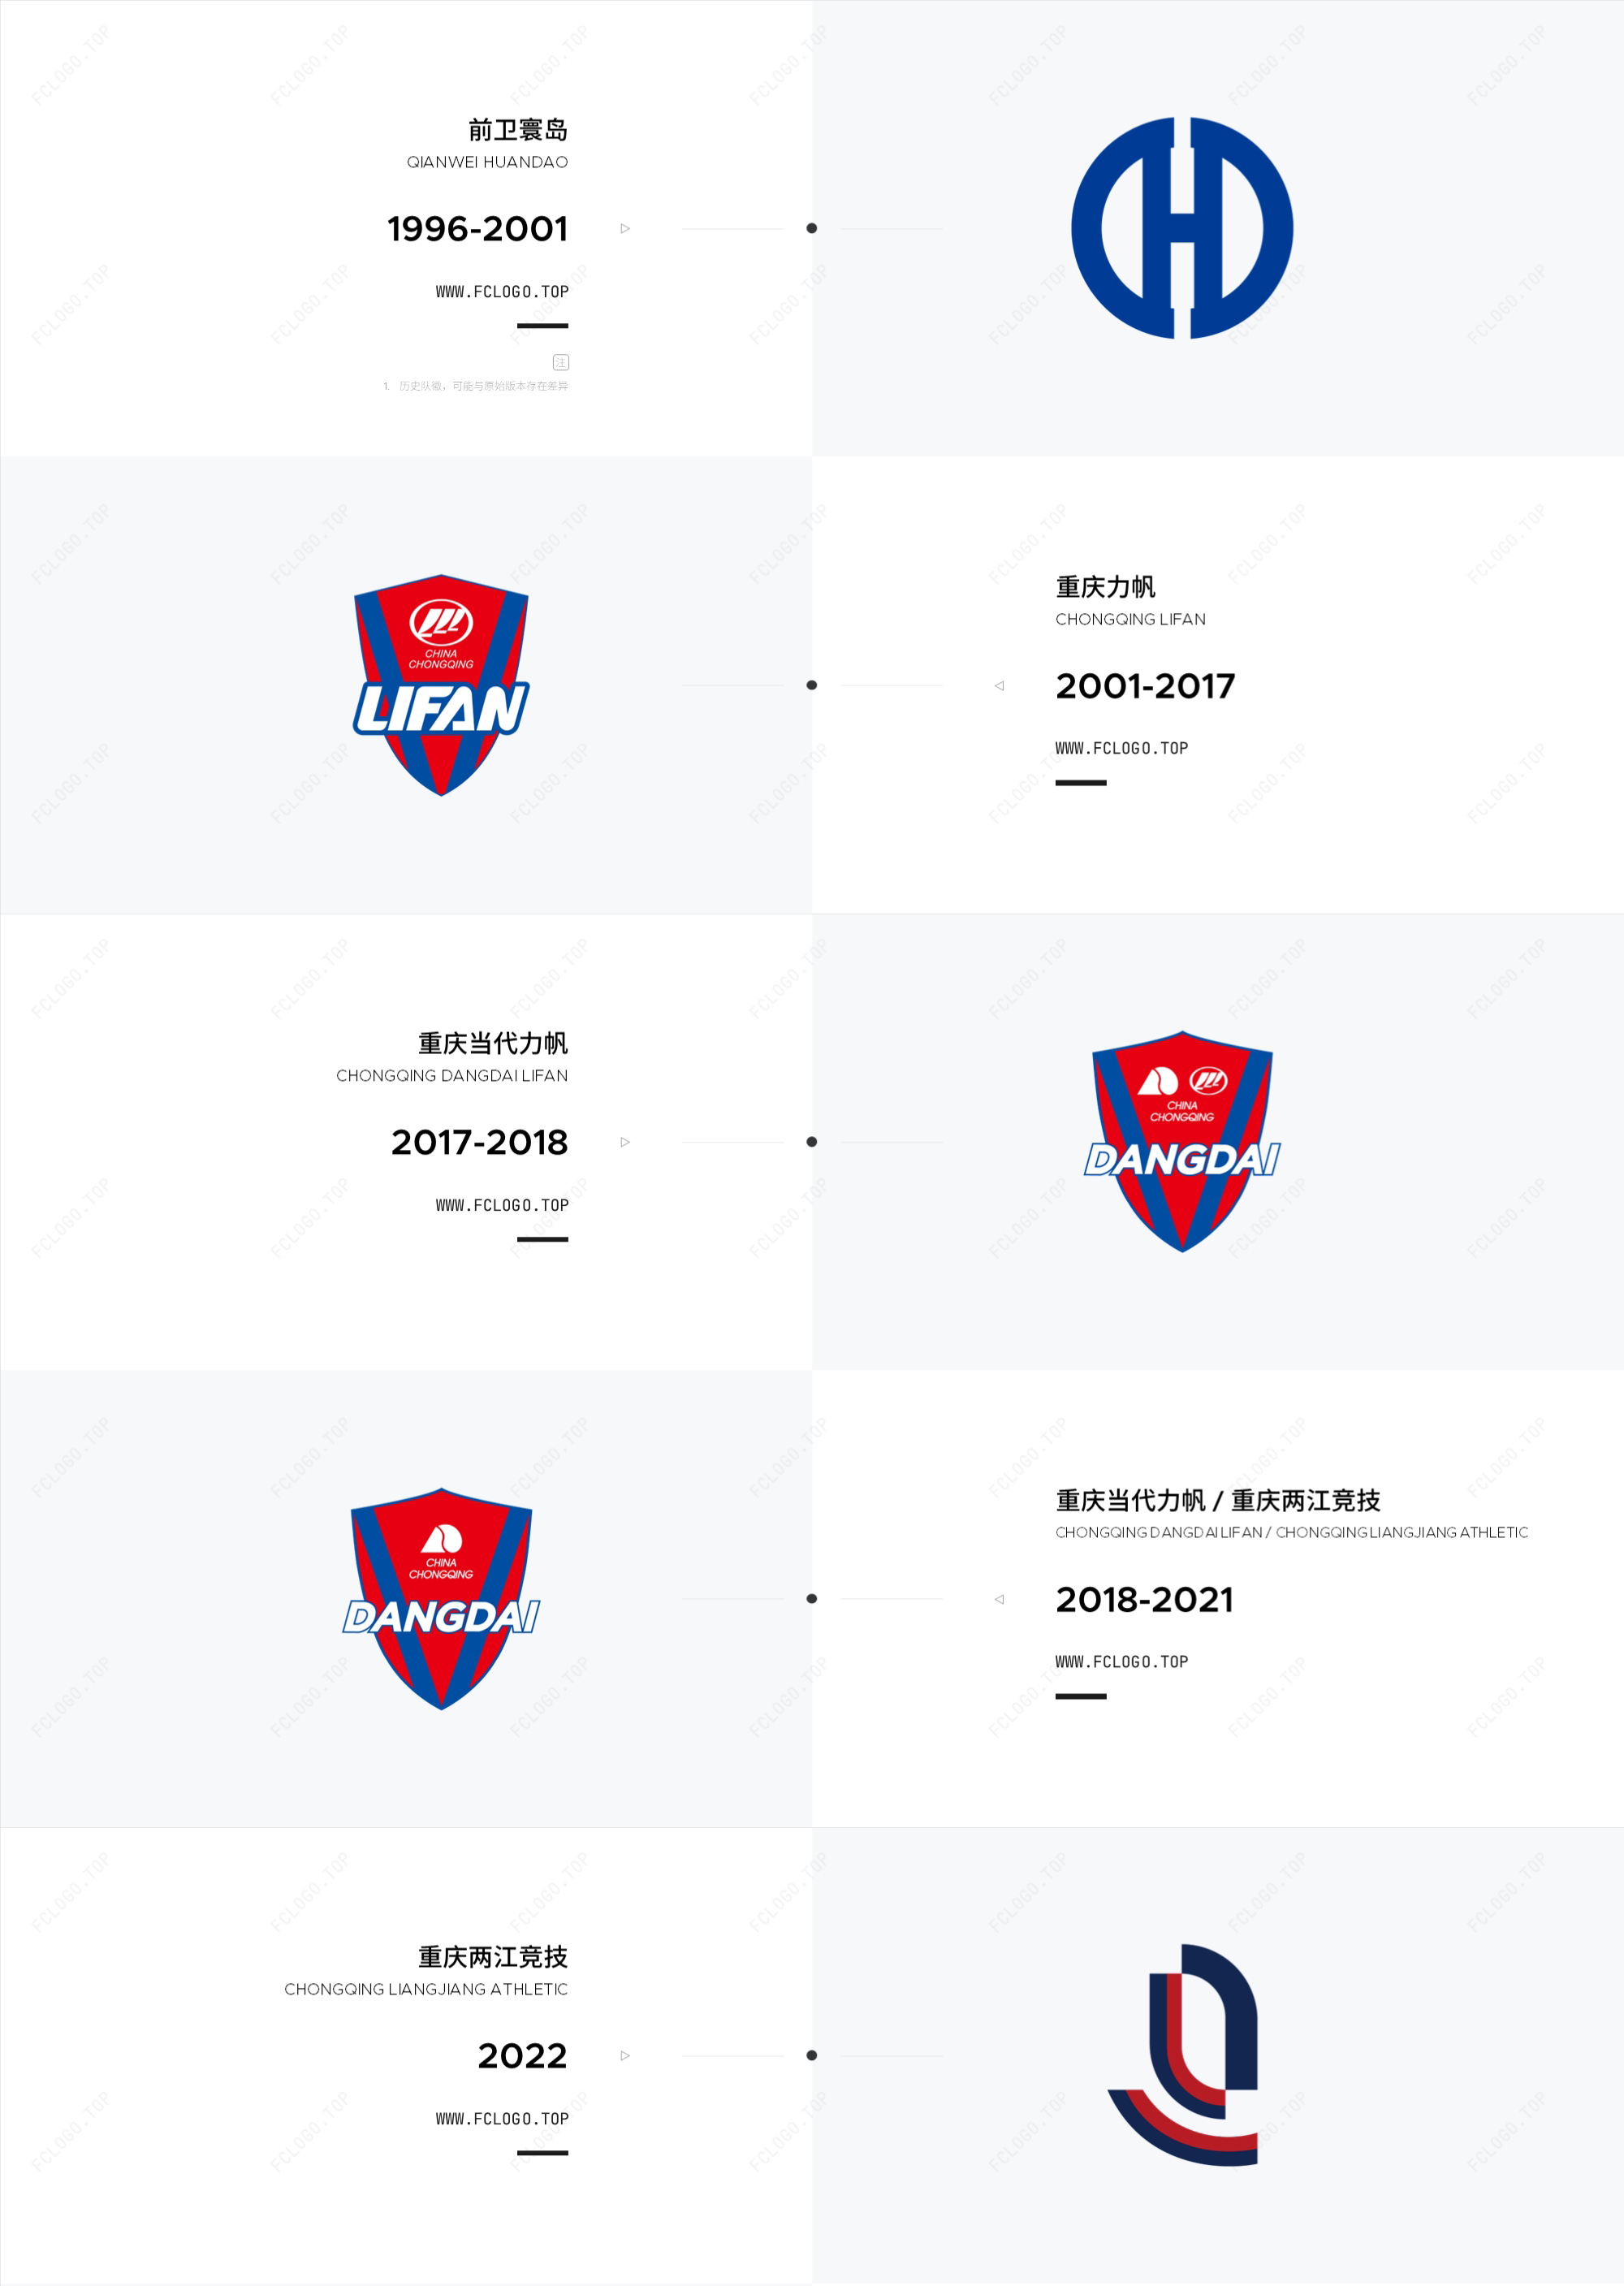 前卫寰岛
QIANWEI HUANDAO
1996-2001
WWW.FCLOGO.TOP
注
1. 历史队徽，可能与原始版本存在差异
CHINA
CHONGQING
LIFAN
重庆力帆
CHONGQING LIFAN
2001-2017
WWW.FCLOGO.TOP
重庆当代力帆
CHONGQING DANGDAI LIFAN
2017-2018
WWW.FCLOGO.TOP
CHINA
CHONGQING
DANGDAI
CHINA
CHONGQING
DANGDAI
重庆当代力帆 / 重庆两江竞技
CHONGQING DANGDAI LIFAN / CHONGQING LIANGJIANG ATHLETIC
2018-2021
WWW.FCLOGO.TOP
重庆两江竞技
CHONGQING LIANGJIANG ATHLETIC
2022
WWW.FCLOGO.TOP
FCLOGO.TOP